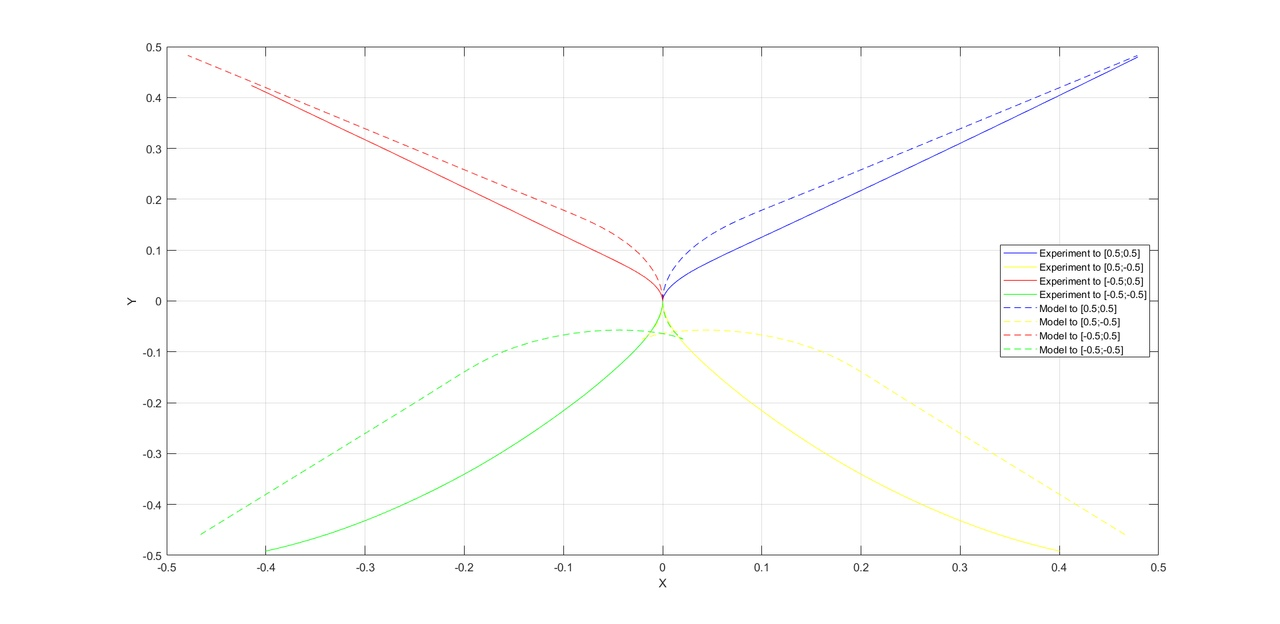 0.5
0.4
0.3
0.2
0.1
0
-0.1
-0.2
-0.3
-0.4
-0.5
Y
-0.5 -0.4 -0.3 -0.2 -0.1 0 0.1 0.2 0.3 0.4 0.5
X
Experiment to [0.5;0.5]
Experiment to [0.5;-0.5]
Experiment to [-0.5;0.5]
Experiment to [-0.5;-0.5]
Model to [0.5;0.5]
Model to [0.5;-0.5]
Model to [-0.5;0.5]
Model to [-0.5;-0.5]